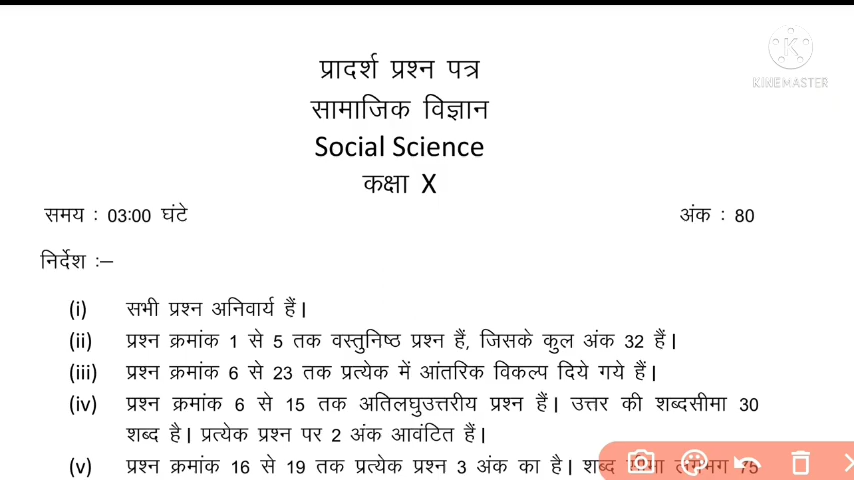 प्रादर्श प्रश्न पत्र
KINEMASTER
सामाजिक विज्ञान
Social Science
कक्षा X
समय : 03:00 घंटे अंक : 80
निर्देश :–
(i) सभी प्रश्न अनिवार्य हैं।
(ii) प्रश्न क्रमांक 1 से 5 तक वस्तुनिष्ठ प्रश्न हैं, जिसके कुल अंक 32 हैं।
(iii) प्रश्न क्रमांक 6 से 23 तक प्रत्येक में आंतरिक विकल्प दिये गये हैं।
(iv) प्रश्न क्रमांक 6 से 15 तक अतिलघुउत्तरीय प्रश्न हैं। उत्तर की शब्दसीमा 30
शब्द है। प्रत्येक प्रश्न पर 2 अंक आवंटित हैं।
(v) प्रश्न क्रमांक 16 से 19 तक प्रत्येक प्रश्न 3 अंक का है। शब्द सीमा लगभग 75